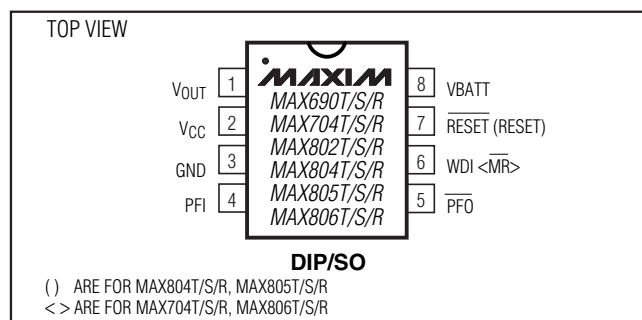 TOP VIEW
MAXIM
MAX690T/S/R
MAX704T/S/R
MAX802T/S/R
MAX804T/S/R
MAX805T/S/R
MAX806T/S/R
VOUT 1
VCC 2
GND 3
PFI 4
8 VBATT
7 RESET (RESET)
6 WDI <MR>
5 PFO
DIP/SO
( ) ARE FOR MAX804T/S/R, MAX805T/S/R
< > ARE FOR MAX704T/S/R, MAX806T/S/R